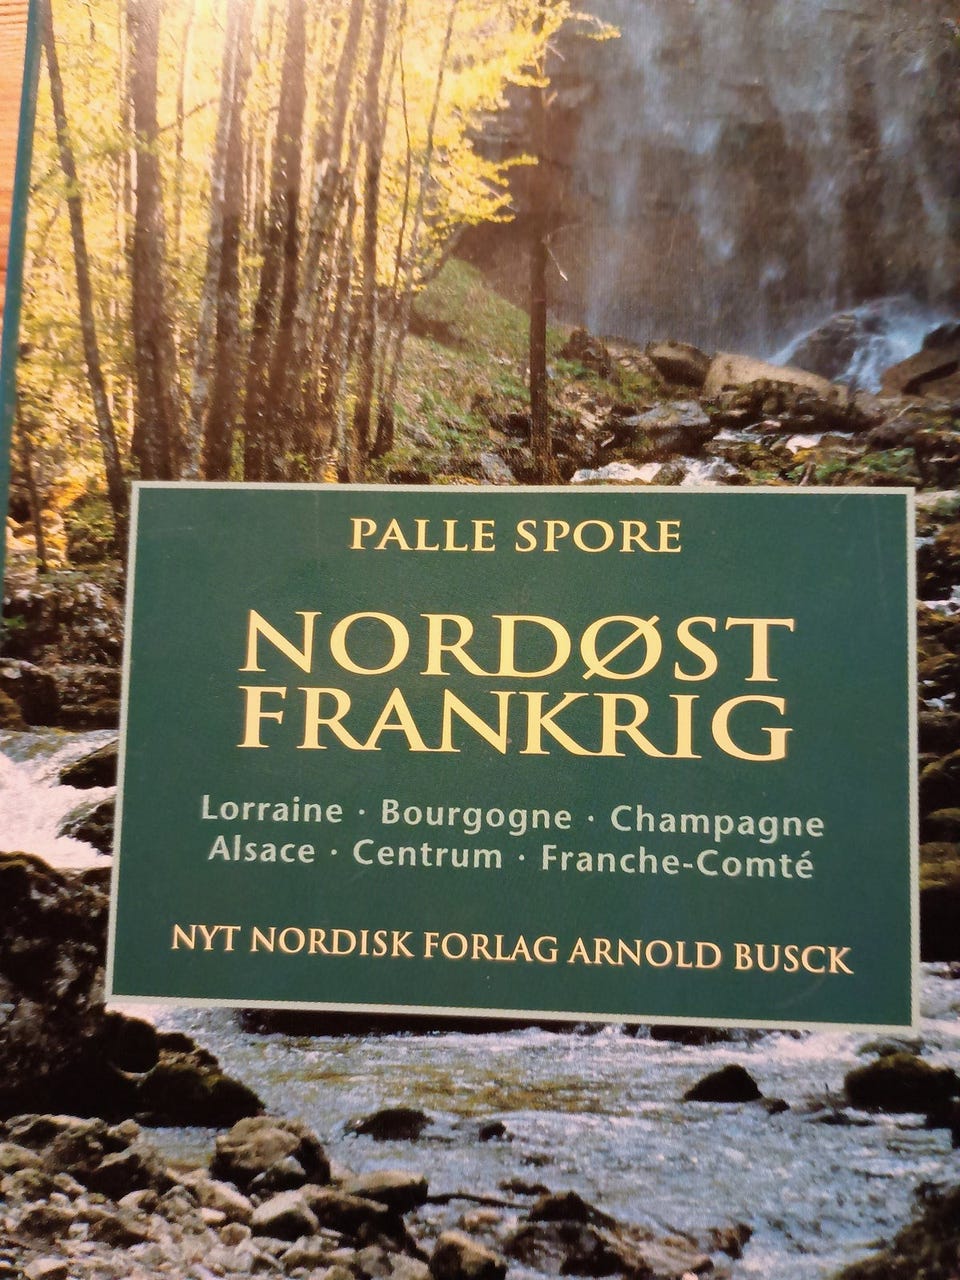 PALLE SPORE
NORDØST
FRANKRIG
Lorraine · Bourgogne · Champagne
Alsace · Centrum · Franche-Comté
NYT NORDISK FORLAG ARNOLD BUSCK